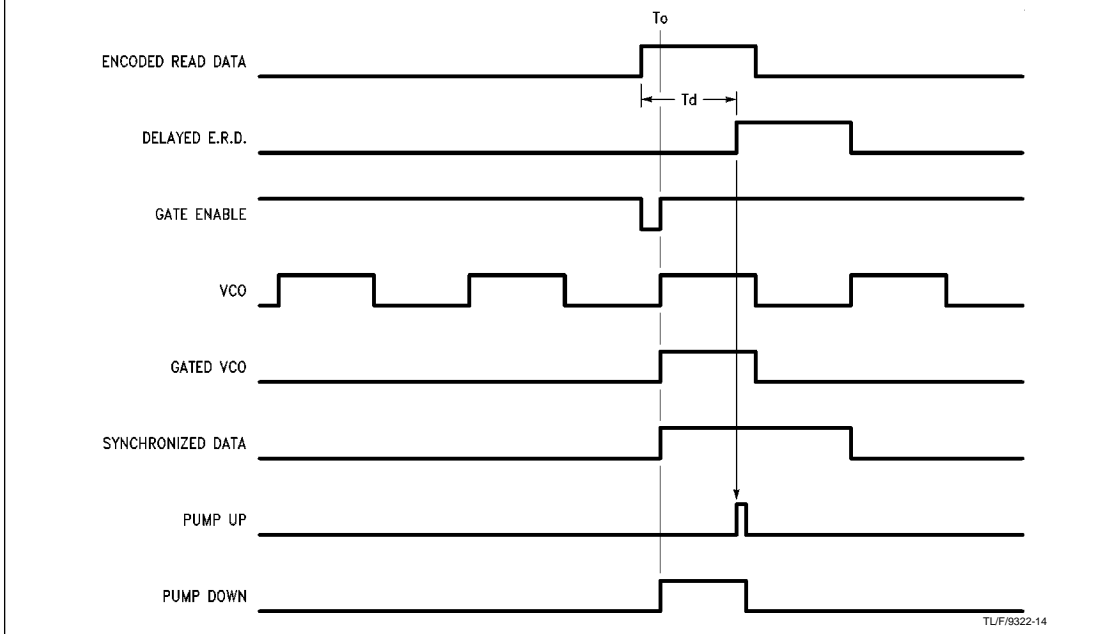 To
ENCODED READ DATA
Td
DELAYED E.R.D.
GATE ENABLE
VCO
GATED VCO
SYNCHRONIZED DATA
PUMP UP
PUMP DOWN
TL/F/9322-14